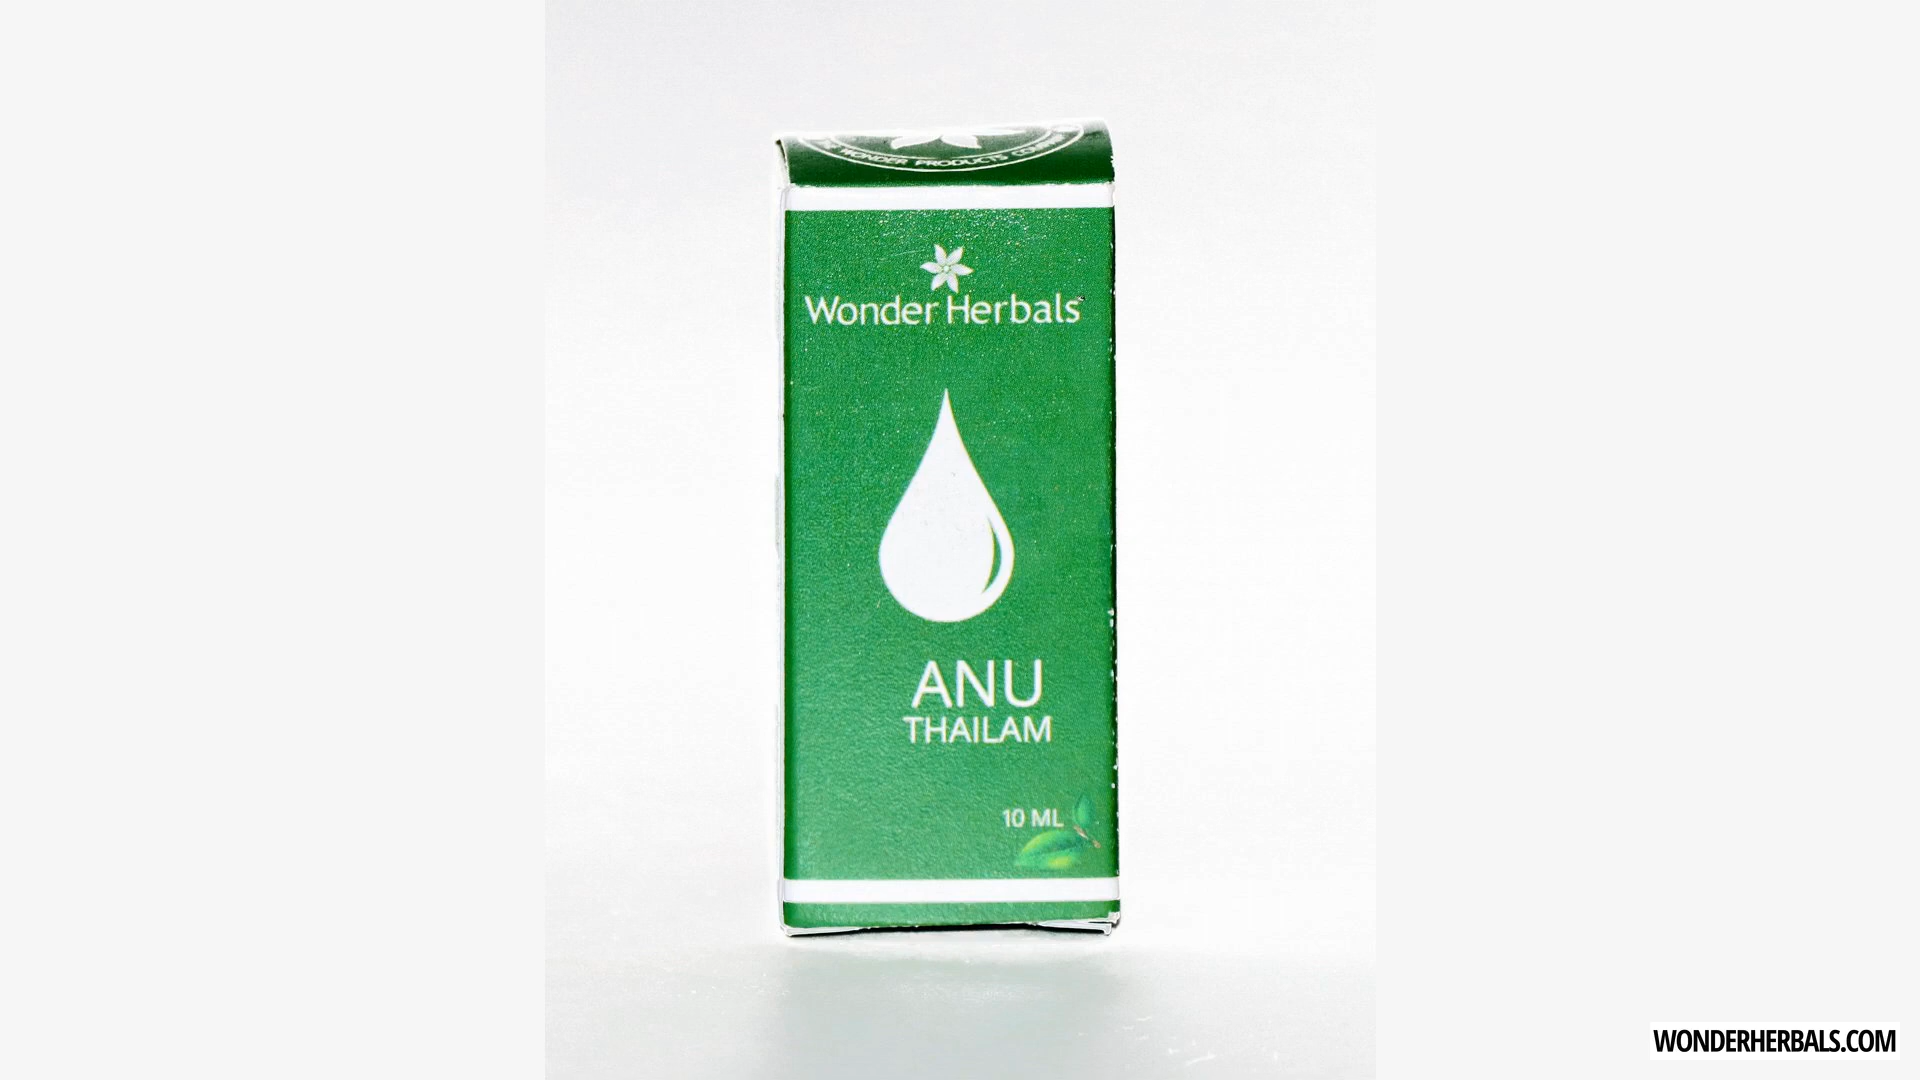 WONDER PRODUCTS
Wonder Herbals
ANU
THAILAM
10 ML
WONDERHERBALS.COM